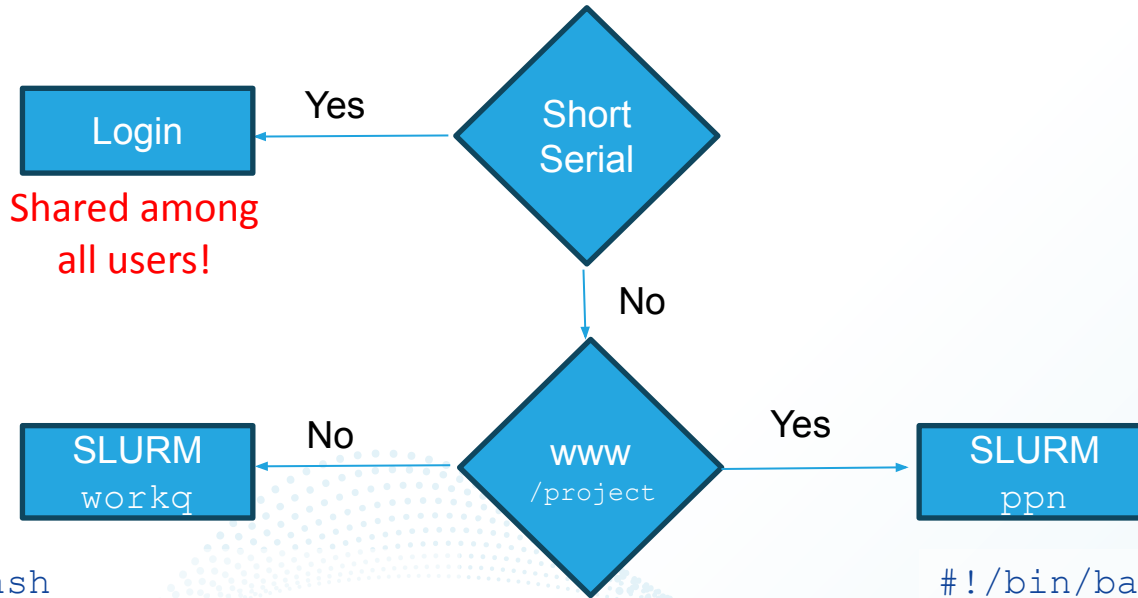 Short
Serial
Yes
Login
Shared among
all users!
No
www
/project
No
SLURM
workq
Yes
SLURM
ppn
#!/bin/ba